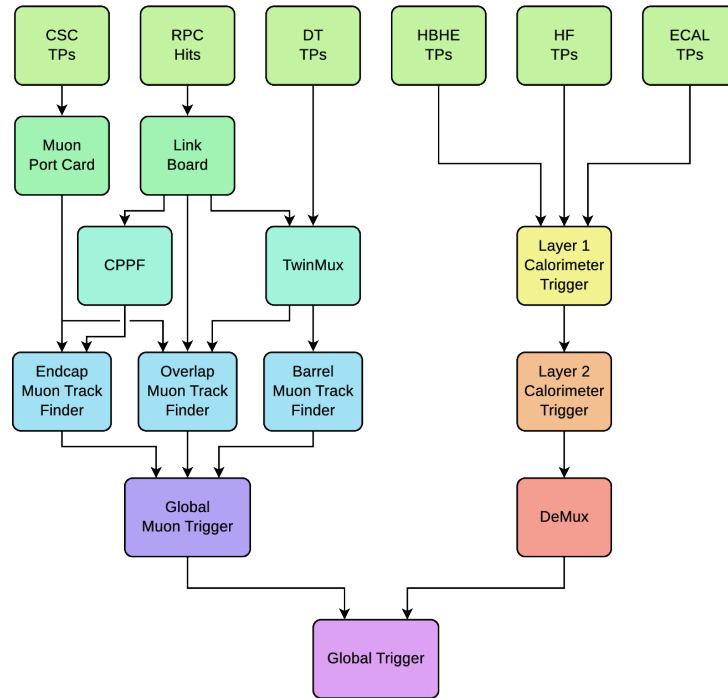 CSC
TPs
RPC
Hits
DT
TPs
HBHE
TPs
HF
TPs
ECAL
TPs
Muon
Port Card
Link
Board
CPPF
TwinMux
Layer 1
Calorimeter
Trigger
Endcap
Muon Track
Finder
Overlap
Muon Track
Finder
Barrel
Muon Track
Finder
Layer 2
Calorimeter
Trigger
Global
Muon Trigger
DeMux
Global Trigger